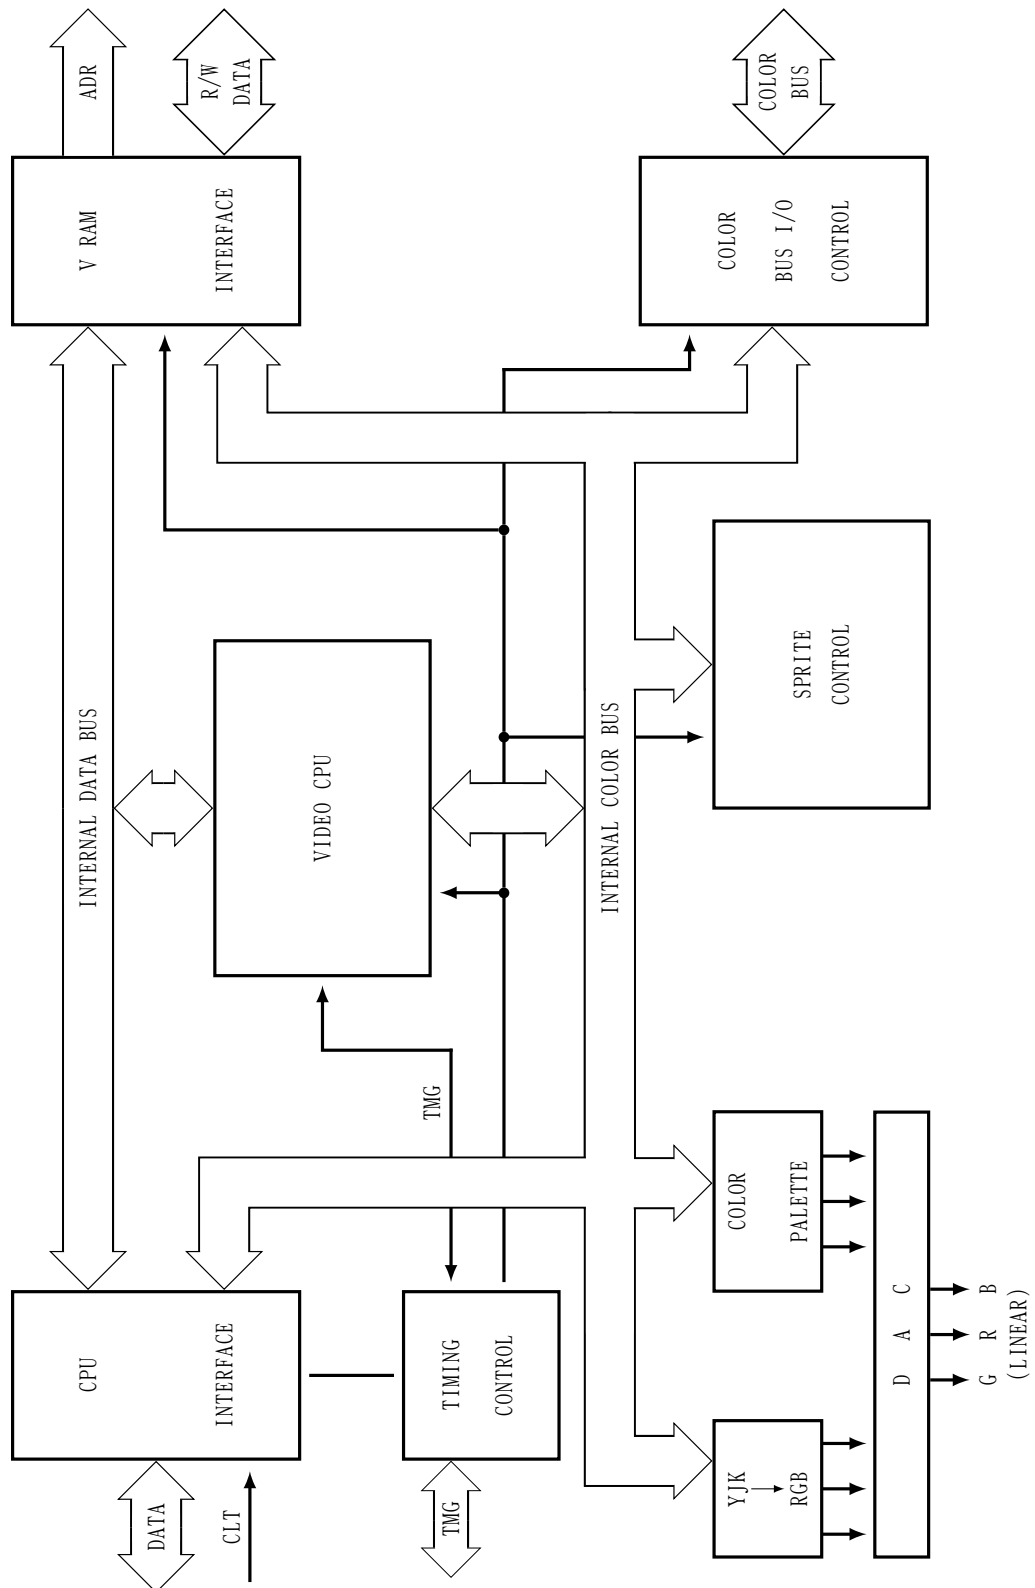 ADR
R/W
DATA
COLOR
BUS
V RAM
INTERFACE
COLOR
BUS I/O
CONTROL
INTERNAL DATA BUS
VIDEO CPU
INTERNAL COLOR BUS
SPRITE
CONTROL
TMG
COLOR
PALETTE
CPU
INTERFACE
TIMING
CONTROL
D A C
G R B
(LINEAR)
YJK
RGB
DATA
CLT
TMG